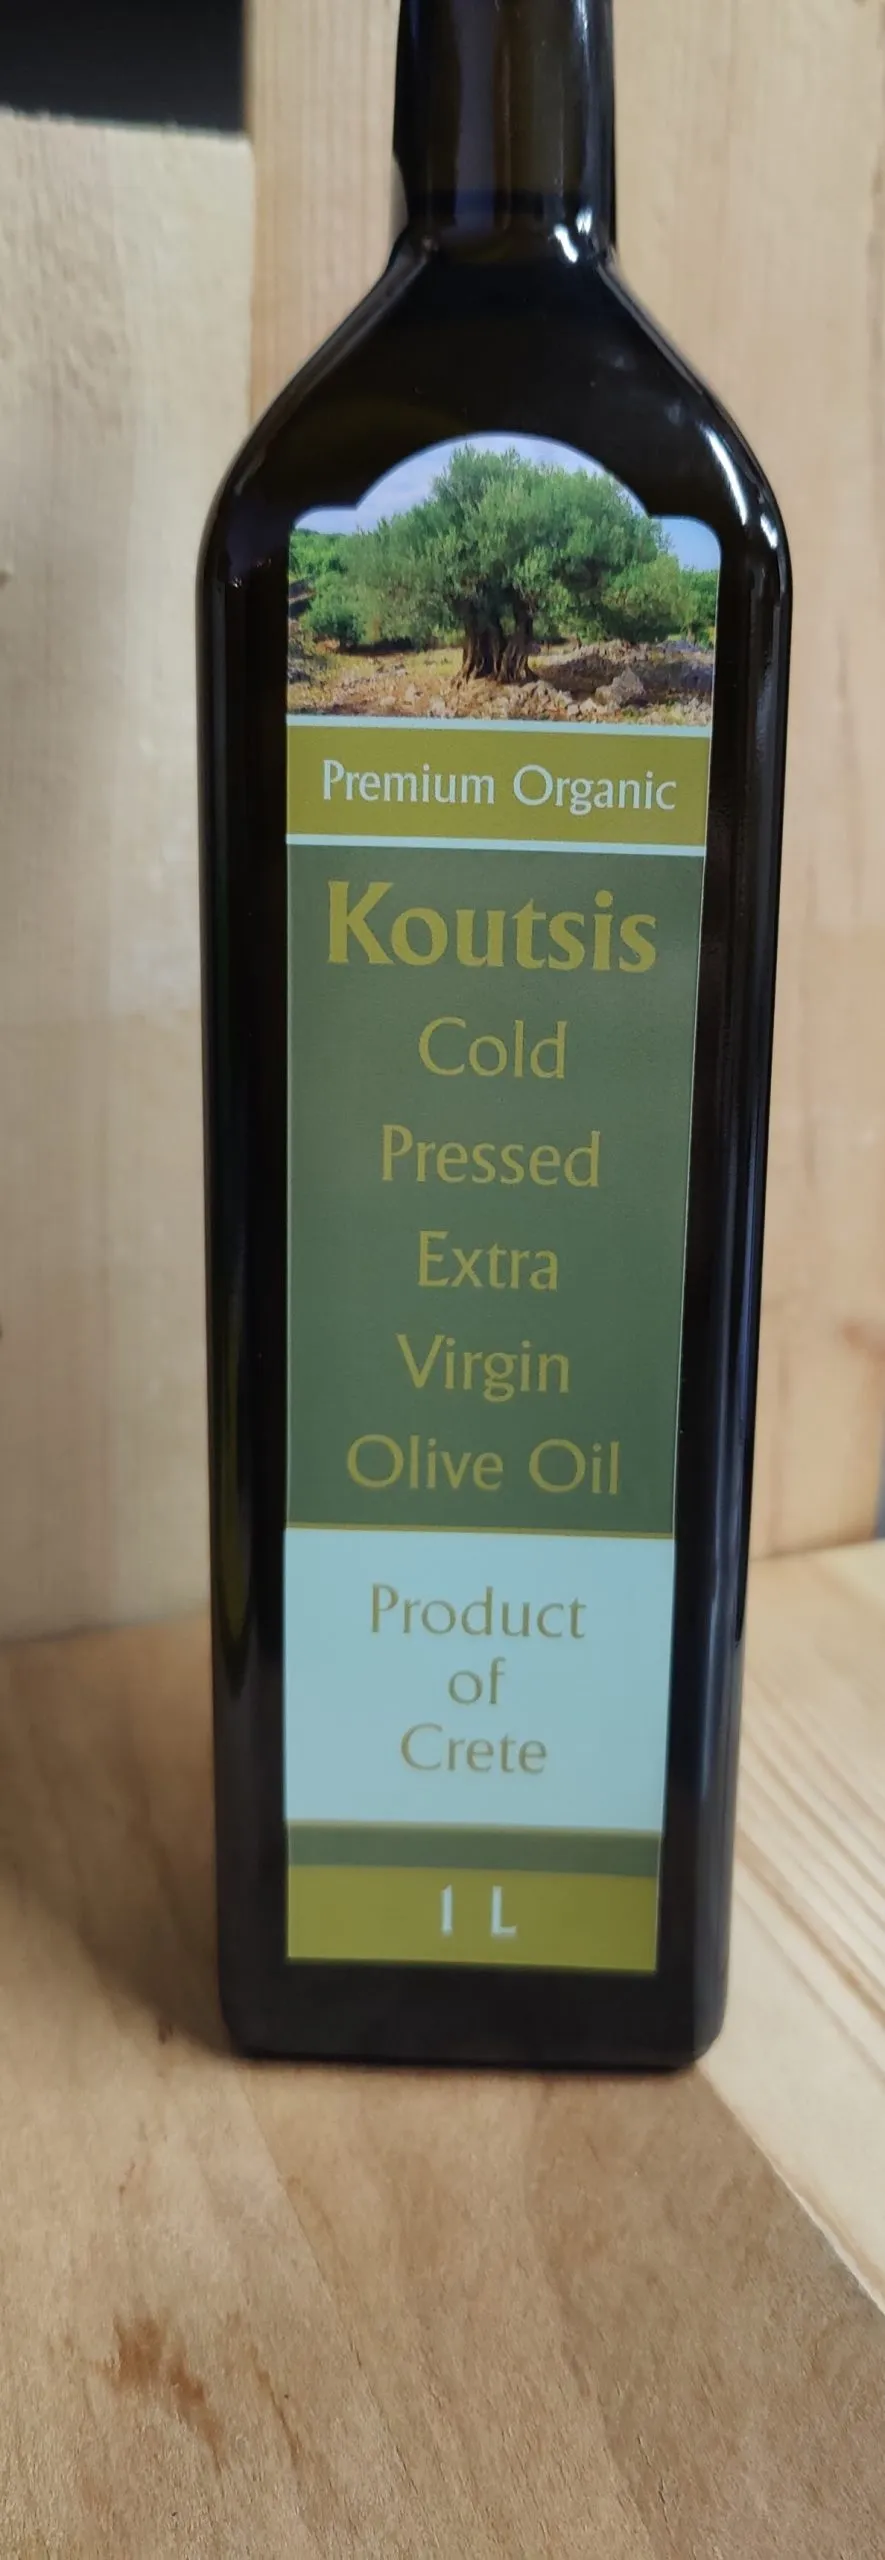 Premium Organic
Koutsis
Cold
Pressed
Extra
Virgin
Olive Oil
Product
of
Crete
1 L